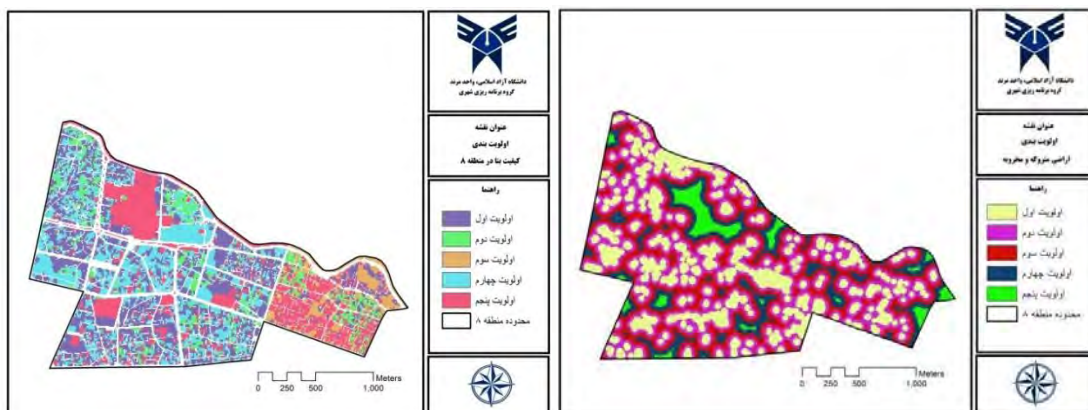 دانشگاه آزاد اسلامی، واحد مرند
گروه برنامه ریزی شهری
عنوان نقشه
اولویت بندی
کیفیت بنا در منطقه ۸
راهنما
اولویت اول
اولویت دوم
اولویت سوم
اولویت چهارم
اولویت پنجم
محدوده منطقه ۸
Meters
0 250 500 1,000
دانشگاه آزاد اسلامی، واحد مرند
گروه برنامه ریزی شهری
عنوان نقشه
اولویت بندی
اراضی متروکه و مخروبه
راهنما
اولویت اول
اولویت دوم
اولویت سوم
اولویت چهارم
اولویت پنجم
محدوده منطقه ۸
Meters
0 250 500 1,000